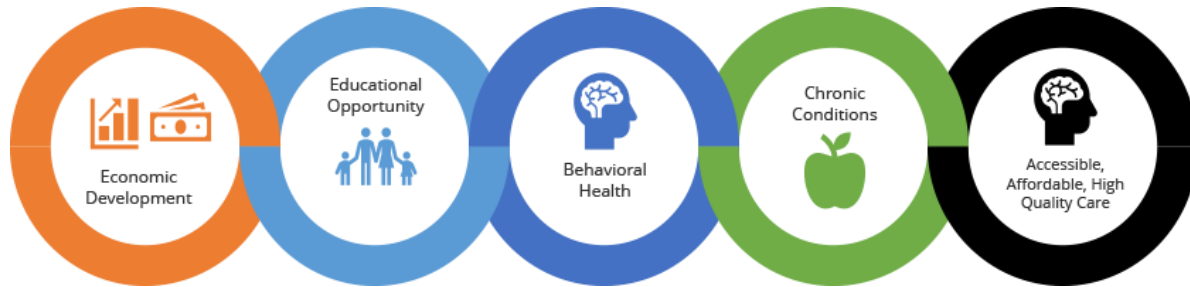 Economic
Development
Educational
Opportunity
Behavioral
Health
Chronic
Conditions
Accessible,
Affordable, High
Quality Care